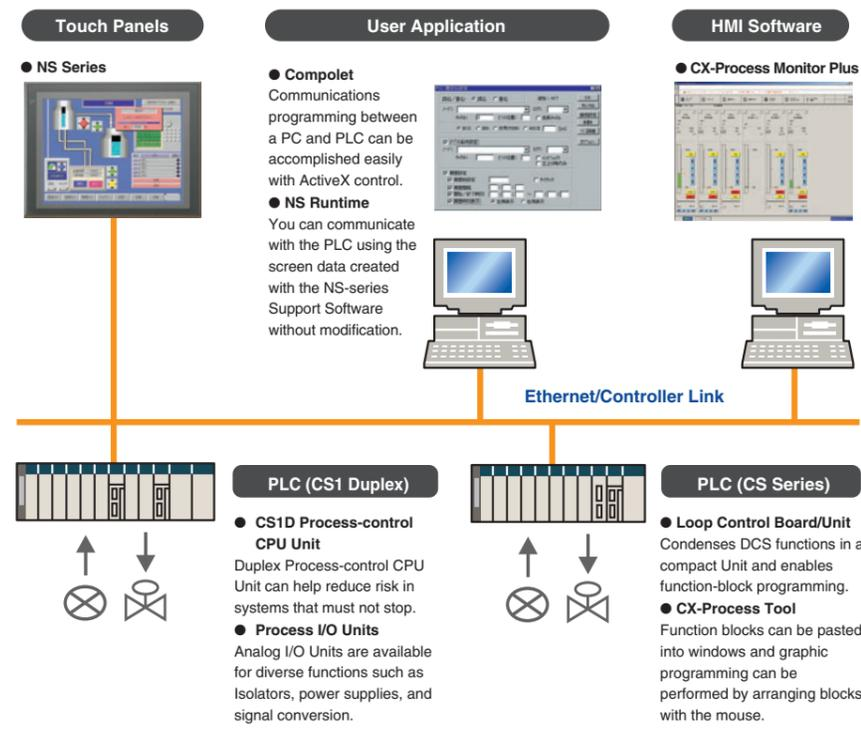 Touch Panels
User Application
HMI Software
● NS Series
● Compolet
Communications
programming between
a PC and PLC can be
accomplished easily
with ActiveX control.
● NS Runtime
You can communicate
with the PLC using the
screen data created
with the NS-series
Support Software
without modification.
● CX-Process Monitor Plus
Ethernet/Controller Link
PLC (CS1 Duplex)
● CS1D Process-control
CPU Unit
Duplex Process-control CPU
Unit can help reduce risk in
systems that must not stop.
● Process I/O Units
Analog I/O Units are available
for diverse functions such as
Isolators, power supplies, and
signal conversion.
PLC (CS Series)
● Loop Control Board/Unit
Condenses DCS functions in a
compact Unit and enables
function-block programming.
● CX-Process Tool
Function blocks can be pasted
into windows and graphic
programming can be
performed by arranging blocks
with the mouse.